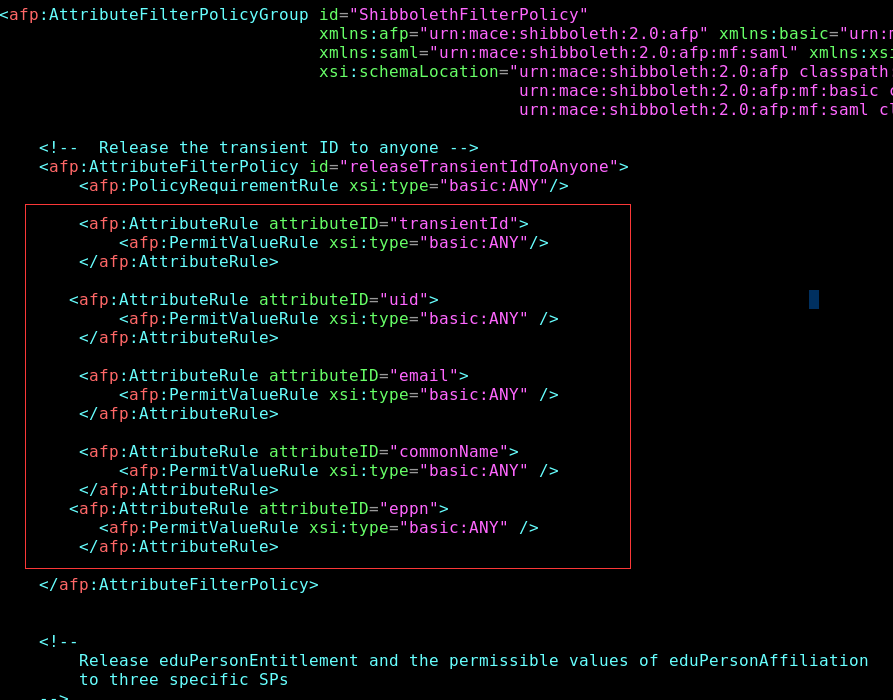 <afp:AttributeFilterPolicyGroup id="ShibbolethFilterPolicy"
xmlns:afp="urn:mace:shibboleth:2.0:afp" xmlns:basic="urn:
xmlns:saml="urn:mace:shibboleth:2.0:afp:mf:saml" xmlns:xsi
xsi:schemaLocation="urn:mace:shibboleth:2.0:afp classpath:
urn:mace:shibboleth:2.0:afp:mf:basic
urn:mace:shibboleth:2.0:afp:mf:saml cl
<!-- Release the transient ID to anyone -->
<afp:AttributeFilterPolicy id="releaseTransientIdToAnyone">
<afp:PolicyRequirementRule xsi:type="basic:ANY"/>
<afp:AttributeRule attributeID="transientId">
<afp:PermitValueRule xsi:type="basic:ANY"/>
</afp:AttributeRule>
<afp:AttributeRule attributeID="uid">
<afp:PermitValueRule xsi:type="basic:ANY" />
</afp:AttributeRule>
<afp:AttributeRule attributeID="email">
<afp:PermitValueRule xsi:type="basic:ANY" />
</afp:AttributeRule>
<afp:AttributeRule attributeID="commonName">
<afp:PermitValueRule xsi:type="basic:ANY" />
</afp:AttributeRule>
<afp:AttributeRule attributeID="eppn">
<afp:PermitValueRule xsi:type="basic:ANY" />
</afp:AttributeRule>
</afp:AttributeFilterPolicy>
<!--
Release eduPersonEntitlement and the permissible values of eduPersonAffiliation
to three specific SPs
-->